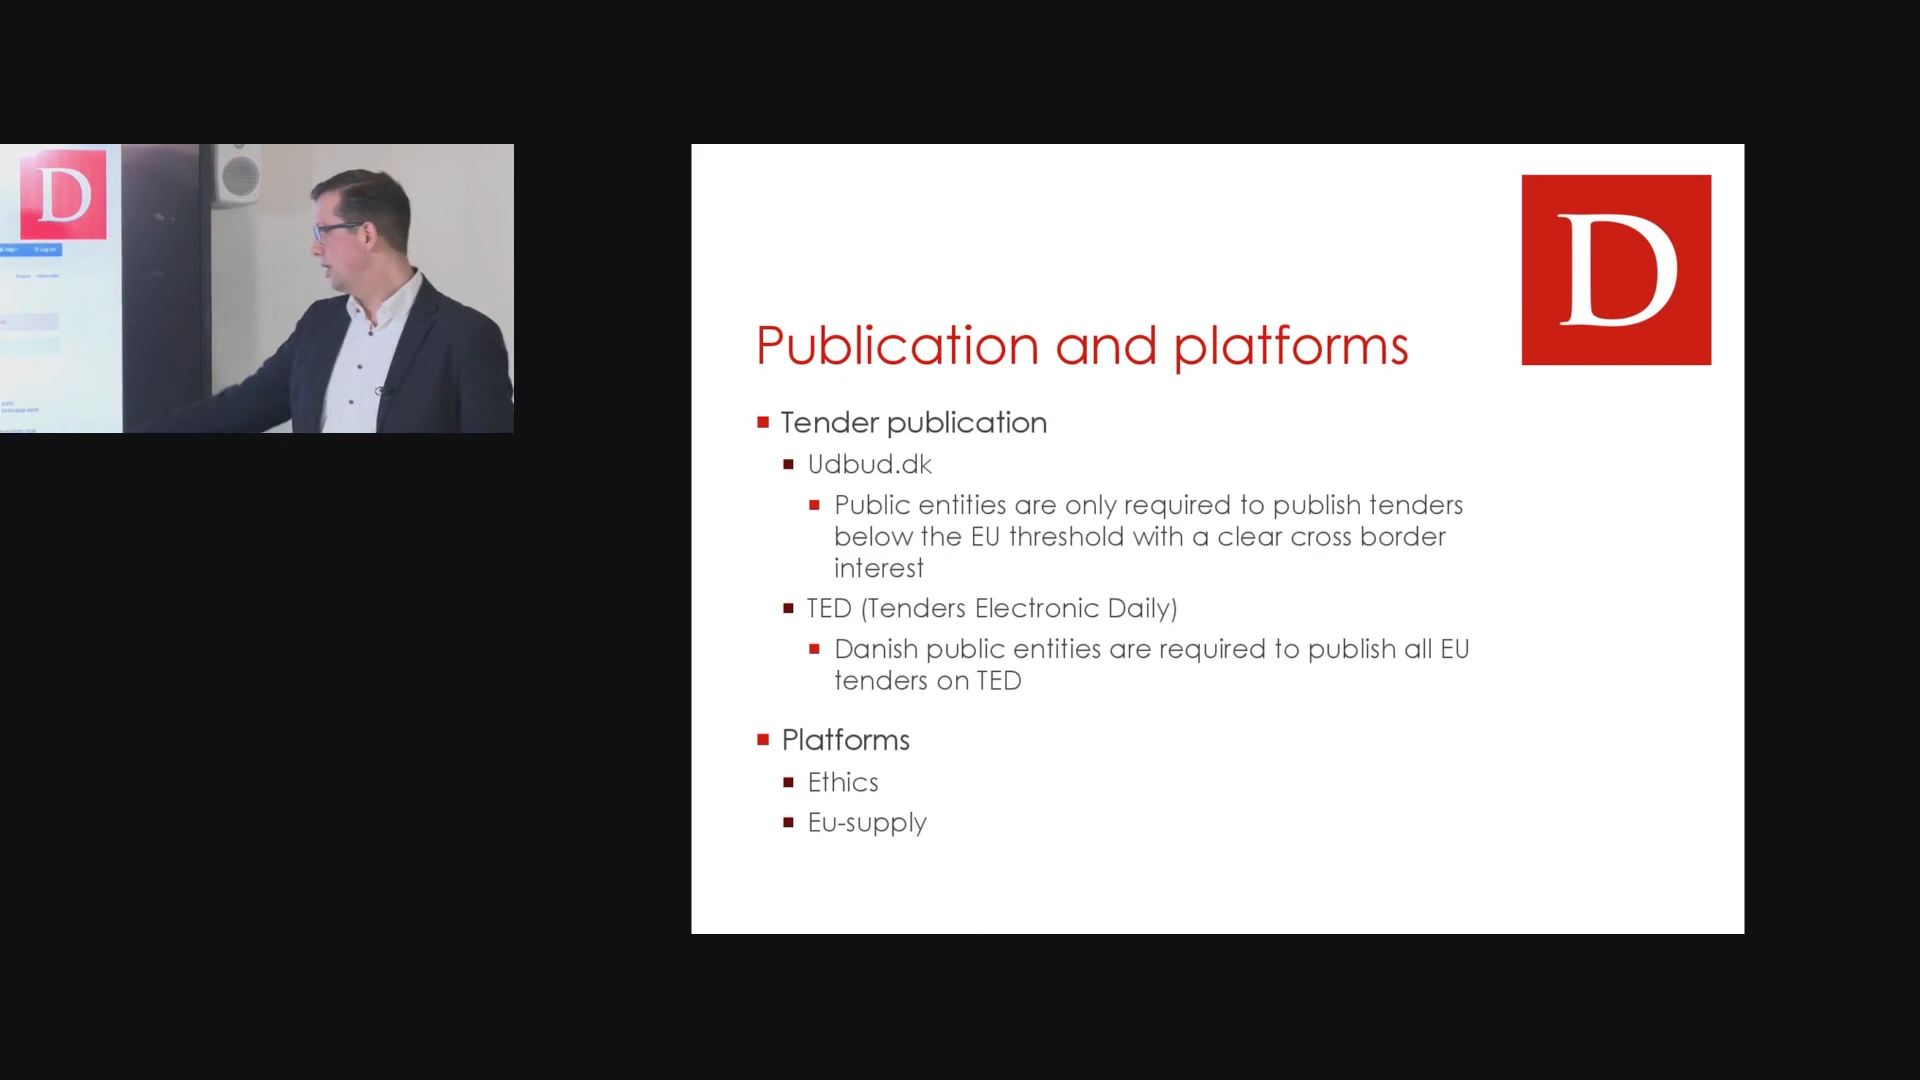 D
Log out
D
Publication and platforms
Tender publication
Udbud.dk
Public entities are only required to publish tenders
below the EU threshold with a clear cross border
interest
TED (Tenders Electronic Daily)
Danish public entities are required to publish all EU
tenders on TED
Platforms
Ethics
Eu-supply